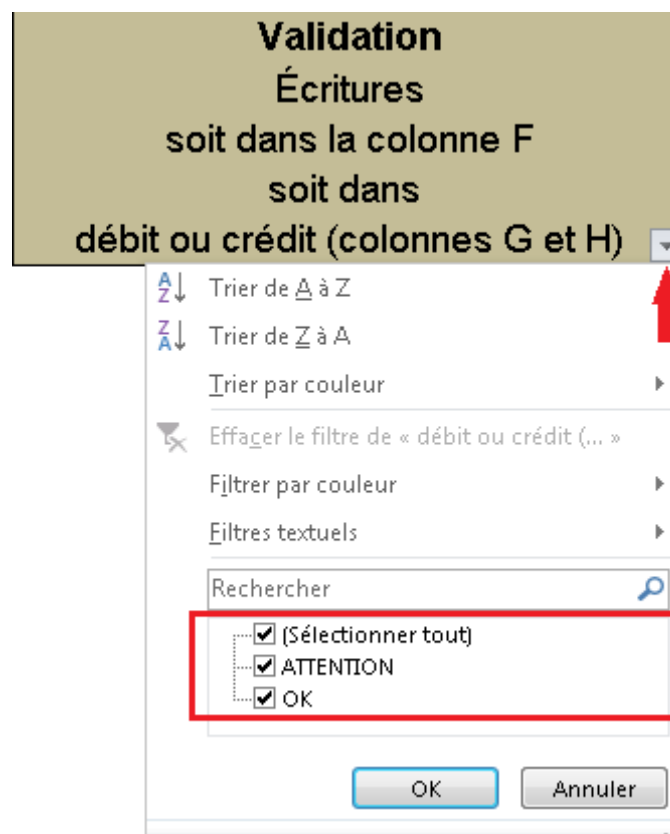 Validation
Écritures
soit dans la colonne F
soit dans
débit ou crédit (colonnes G et H)
Trier de A à Z
Trier de Z à A
Trier par couleur
Effacer le filtre de « débit ou crédit (... »
Filtrer par couleur
Filtres textuels
Rechercher
(Sélectionner tout)
ATTENTION
OK
OK Annuler